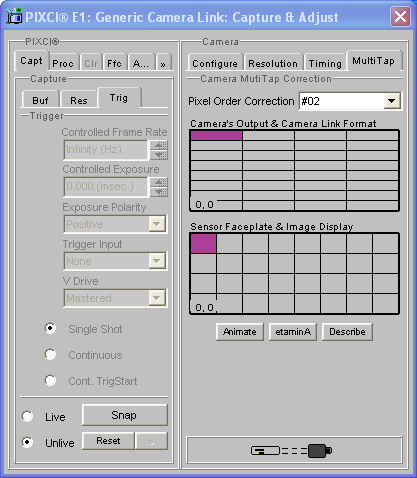 PIXCI® E1: Generic Camera Link: Capture & Adjust
PIXCI®
Capt Proc Clr Ffc A... »
Capture
Buf Res Trig
Trigger
Controlled Frame Rate
Infinity (Hz)
Controlled Exposure
0.000 (msec.)
Exposure Polarity
Positive
Trigger Input
None
V Drive
Mastered
Single Shot
Continuous
Cont. TrigStart
Live Snap
Unlive Reset »
Camera
Configure Resolution Timing MultiTap
Camera MutiTap Correction
Pixel Order Correction #02
Camera's Output & Camera Link Format
0, 0
Sensor Faceplate & Image Display
0, 0
Animate etaminA Describe